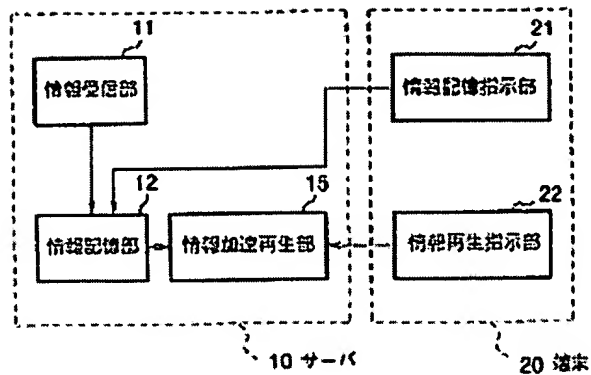 11
情報受信部
21
情報記憶指示部
12
情報記憶部
15
情報加速再生部
22
情報再生指示部
10 サーバ
20 端末